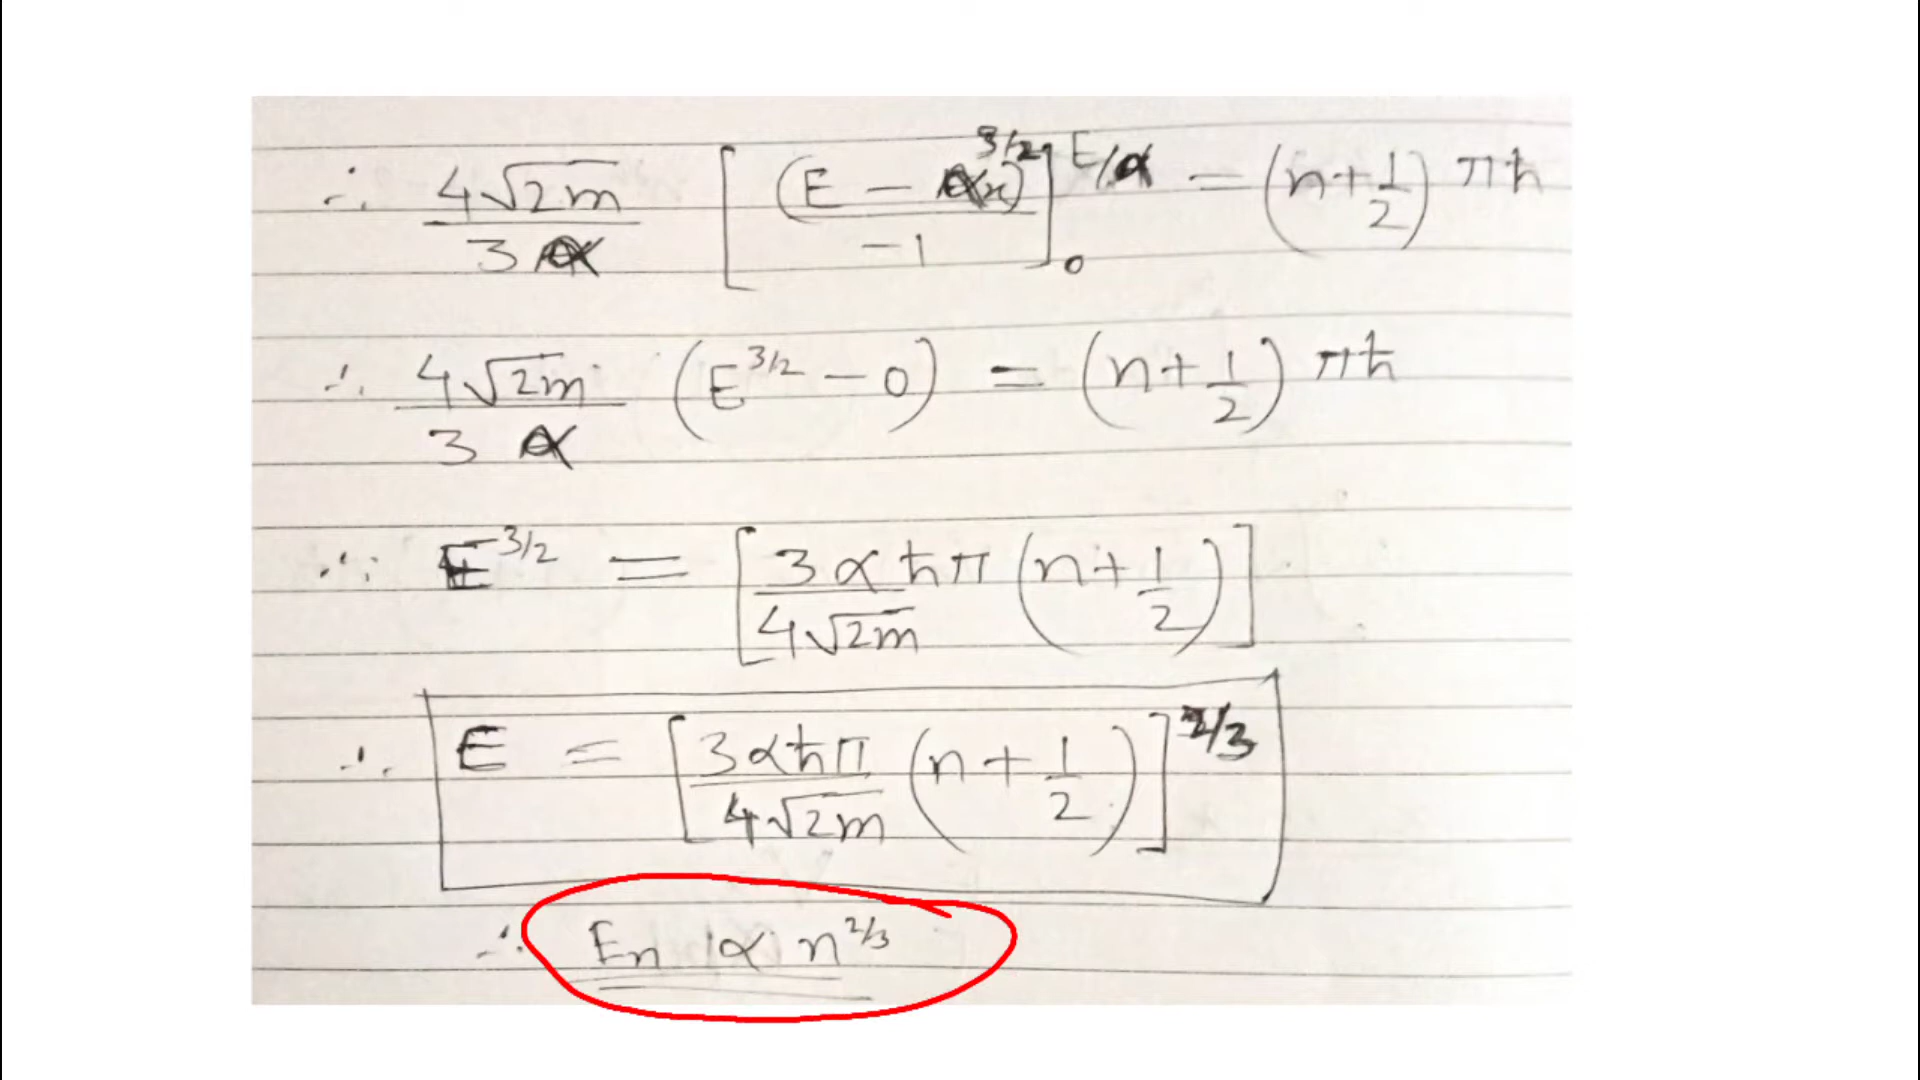 ∴ 4√2m / 3α [ (E − αx)^3/2 / −1 ]_0^E/α = (n+1/2) πħ
∴ 4√2m / 3α (E^3/2 − 0) = (n+1/2) πħ
∴ E^3/2 = [ 3αħπ / 4√2m (n+1/2) ]
∴ E = [ 3αħπ / 4√2m (n+1/2) ]^2/3
∴ En ∝ n^2/3